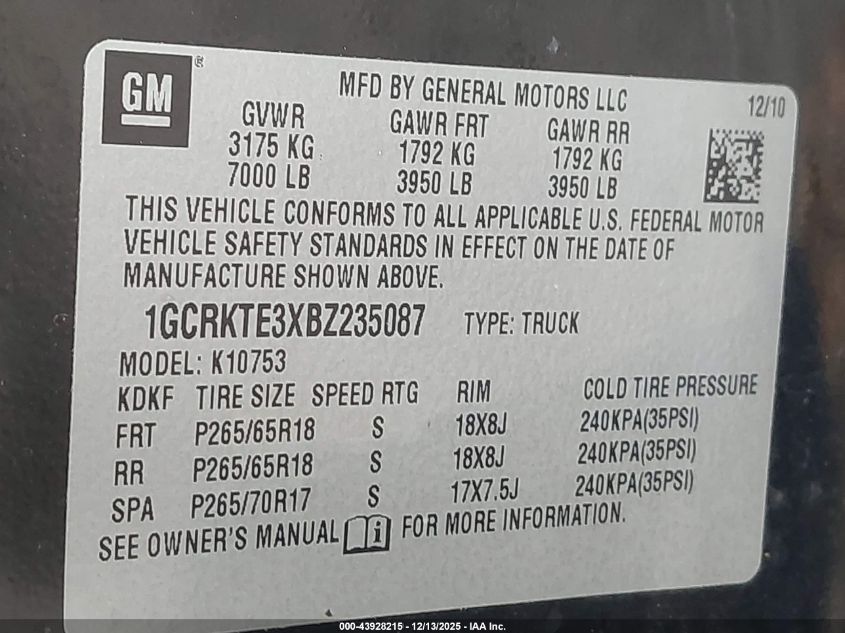 GM ®
MFD BY GENERAL MOTORS LLC
12/10
GVWR GAWR FRT GAWR RR
3175 KG 1792 KG 1792 KG
7000 LB 3950 LB 3950 LB
THIS VEHICLE CONFORMS TO ALL APPLICABLE U.S. FEDERAL MOTOR
VEHICLE SAFETY STANDARDS IN EFFECT ON THE DATE OF
MANUFACTURE SHOWN ABOVE.
1GCRKTE3XBZ235087 TYPE: TRUCK
MODEL: K10753
KDKF TIRE SIZE SPEED RTG RIM COLD TIRE PRESSURE
FRT P265/65R18 S 18X8J 240KPA(35PSI)
RR P265/65R18 S 18X8J 240KPA(35PSI)
SPA P265/70R17 S 17X7.5J 240KPA(35PSI)
SEE OWNER'S MANUAL i FOR MORE INFORMATION.
000-43928215 - 12/13/2025 - IAA Inc.